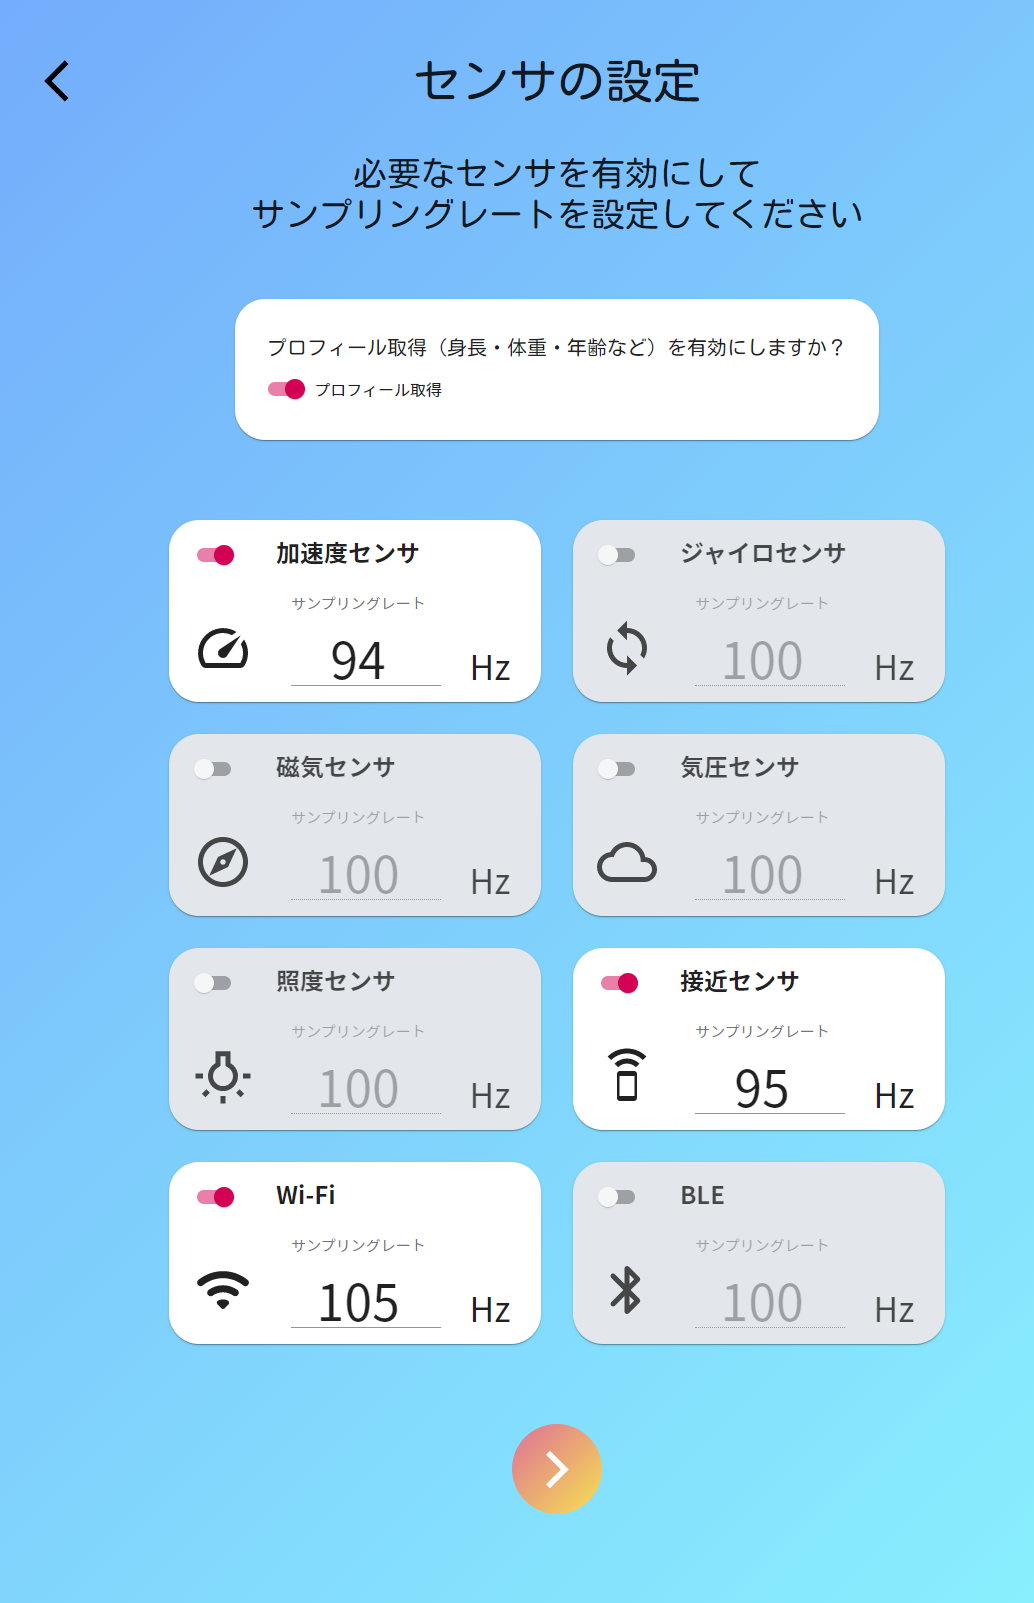 センサの設定
必要なセンサを有効にして
サンプリングレートを設定してください
プロフィール取得（身長・体重・年齢など）を有効にしますか？
プロフィール取得
加速度センサ
サンプリングレート
94 Hz
ジャイロセンサ
サンプリングレート
100 Hz
磁気センサ
サンプリングレート
100 Hz
気圧センサ
サンプリングレート
100 Hz
照度センサ
サンプリングレート
100 Hz
接近センサ
サンプリングレート
95 Hz
Wi-Fi
サンプリングレート
105 Hz
BLE
サンプリングレート
100 Hz